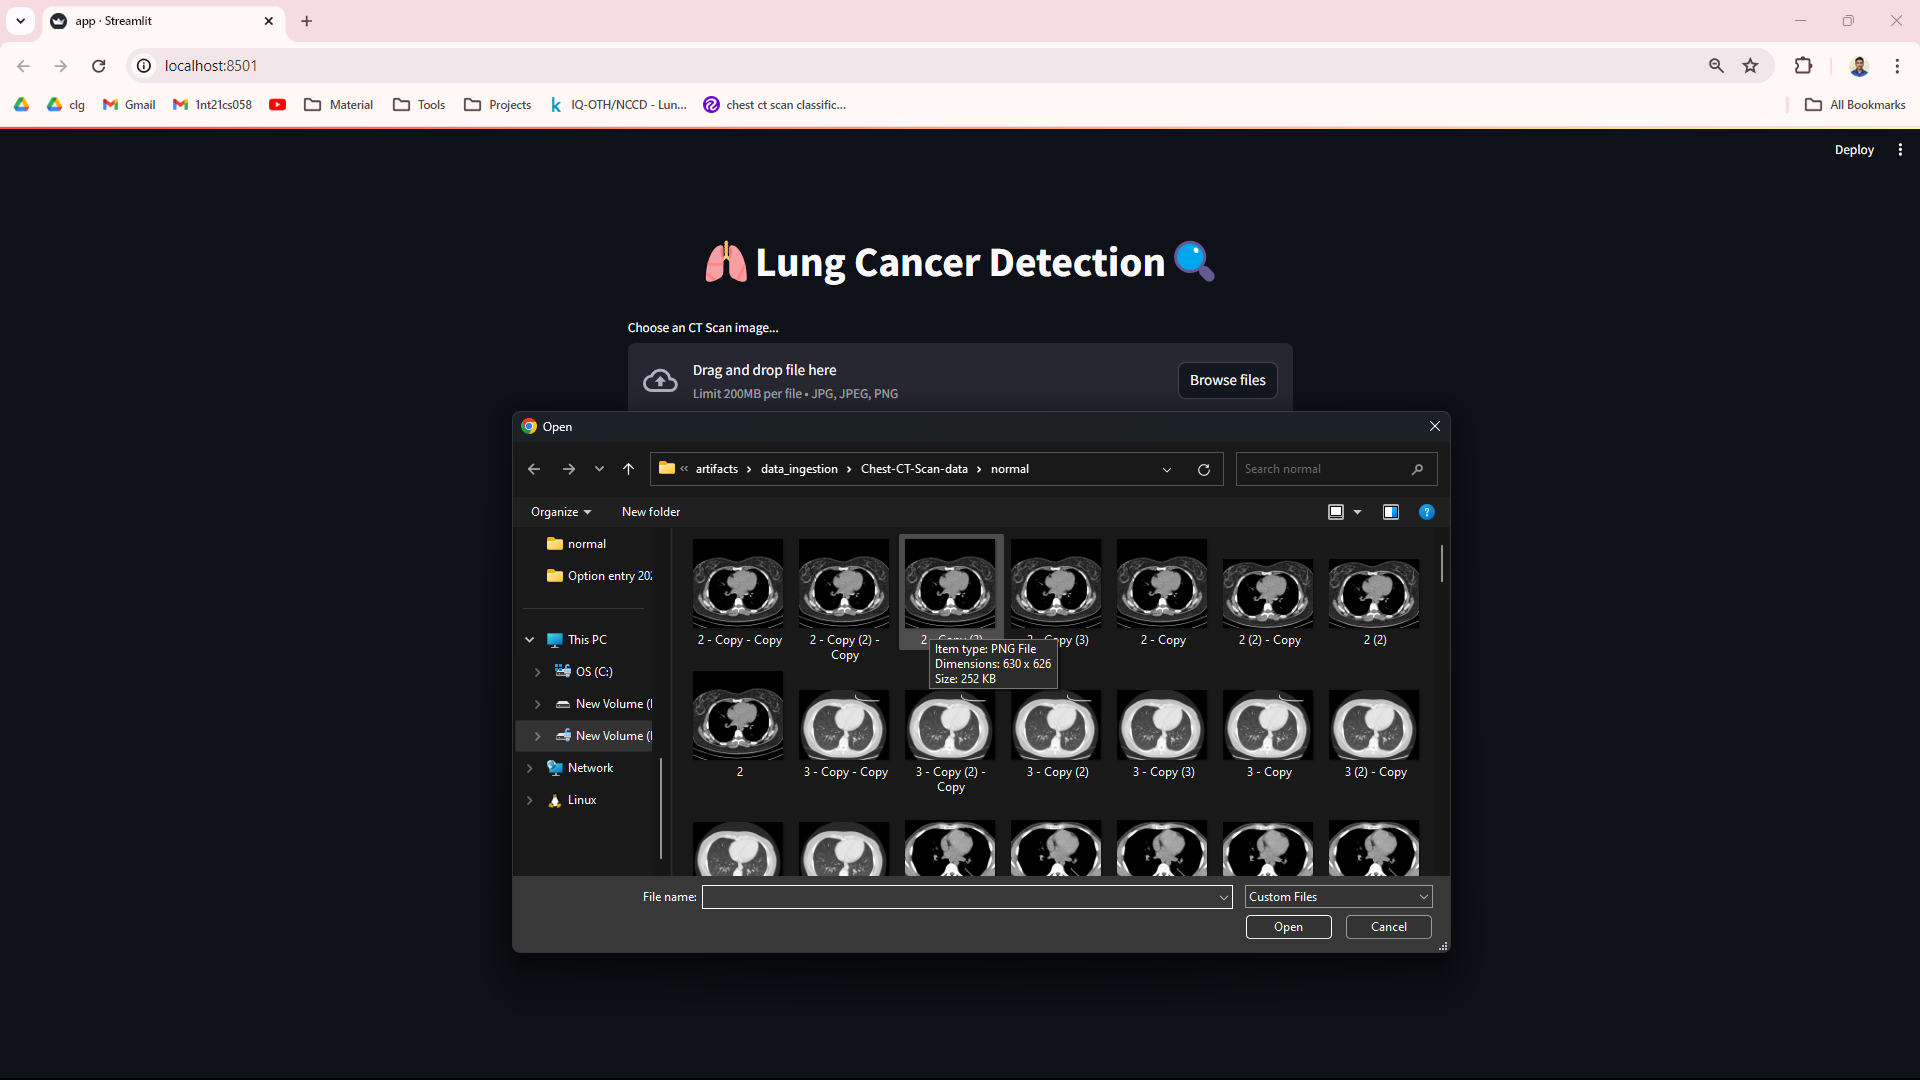 app · Streamlit
localhost:8501
clg
Gmail
1nt21cs058
Material
Tools
Projects
IQ-OTH/NCCD - Lun...
chest ct scan classific...
All Bookmarks
Deploy
Lung Cancer Detection
Choose an CT Scan image...
Drag and drop file here
Limit 200MB per file • JPG, JPEG, PNG
Browse files
Open
artifacts › data_ingestion › Chest-CT-Scan-data › normal
Search normal
Organize
New folder
normal
Option entry 202
This PC
OS (C:)
New Volume (
New Volume (
Network
Linux
2 - Copy - Copy
2 - Copy (2) -
Copy
2 - Copy (3)
2 - Copy
2 (2) - Copy
2 (2)
Item type: PNG File
Dimensions: 630 x 626
Size: 252 KB
2
3 - Copy - Copy
3 - Copy (2) -
Copy
3 - Copy (2)
3 - Copy (3)
3 - Copy
3 (2) - Copy
File name:
Custom Files
Open
Cancel